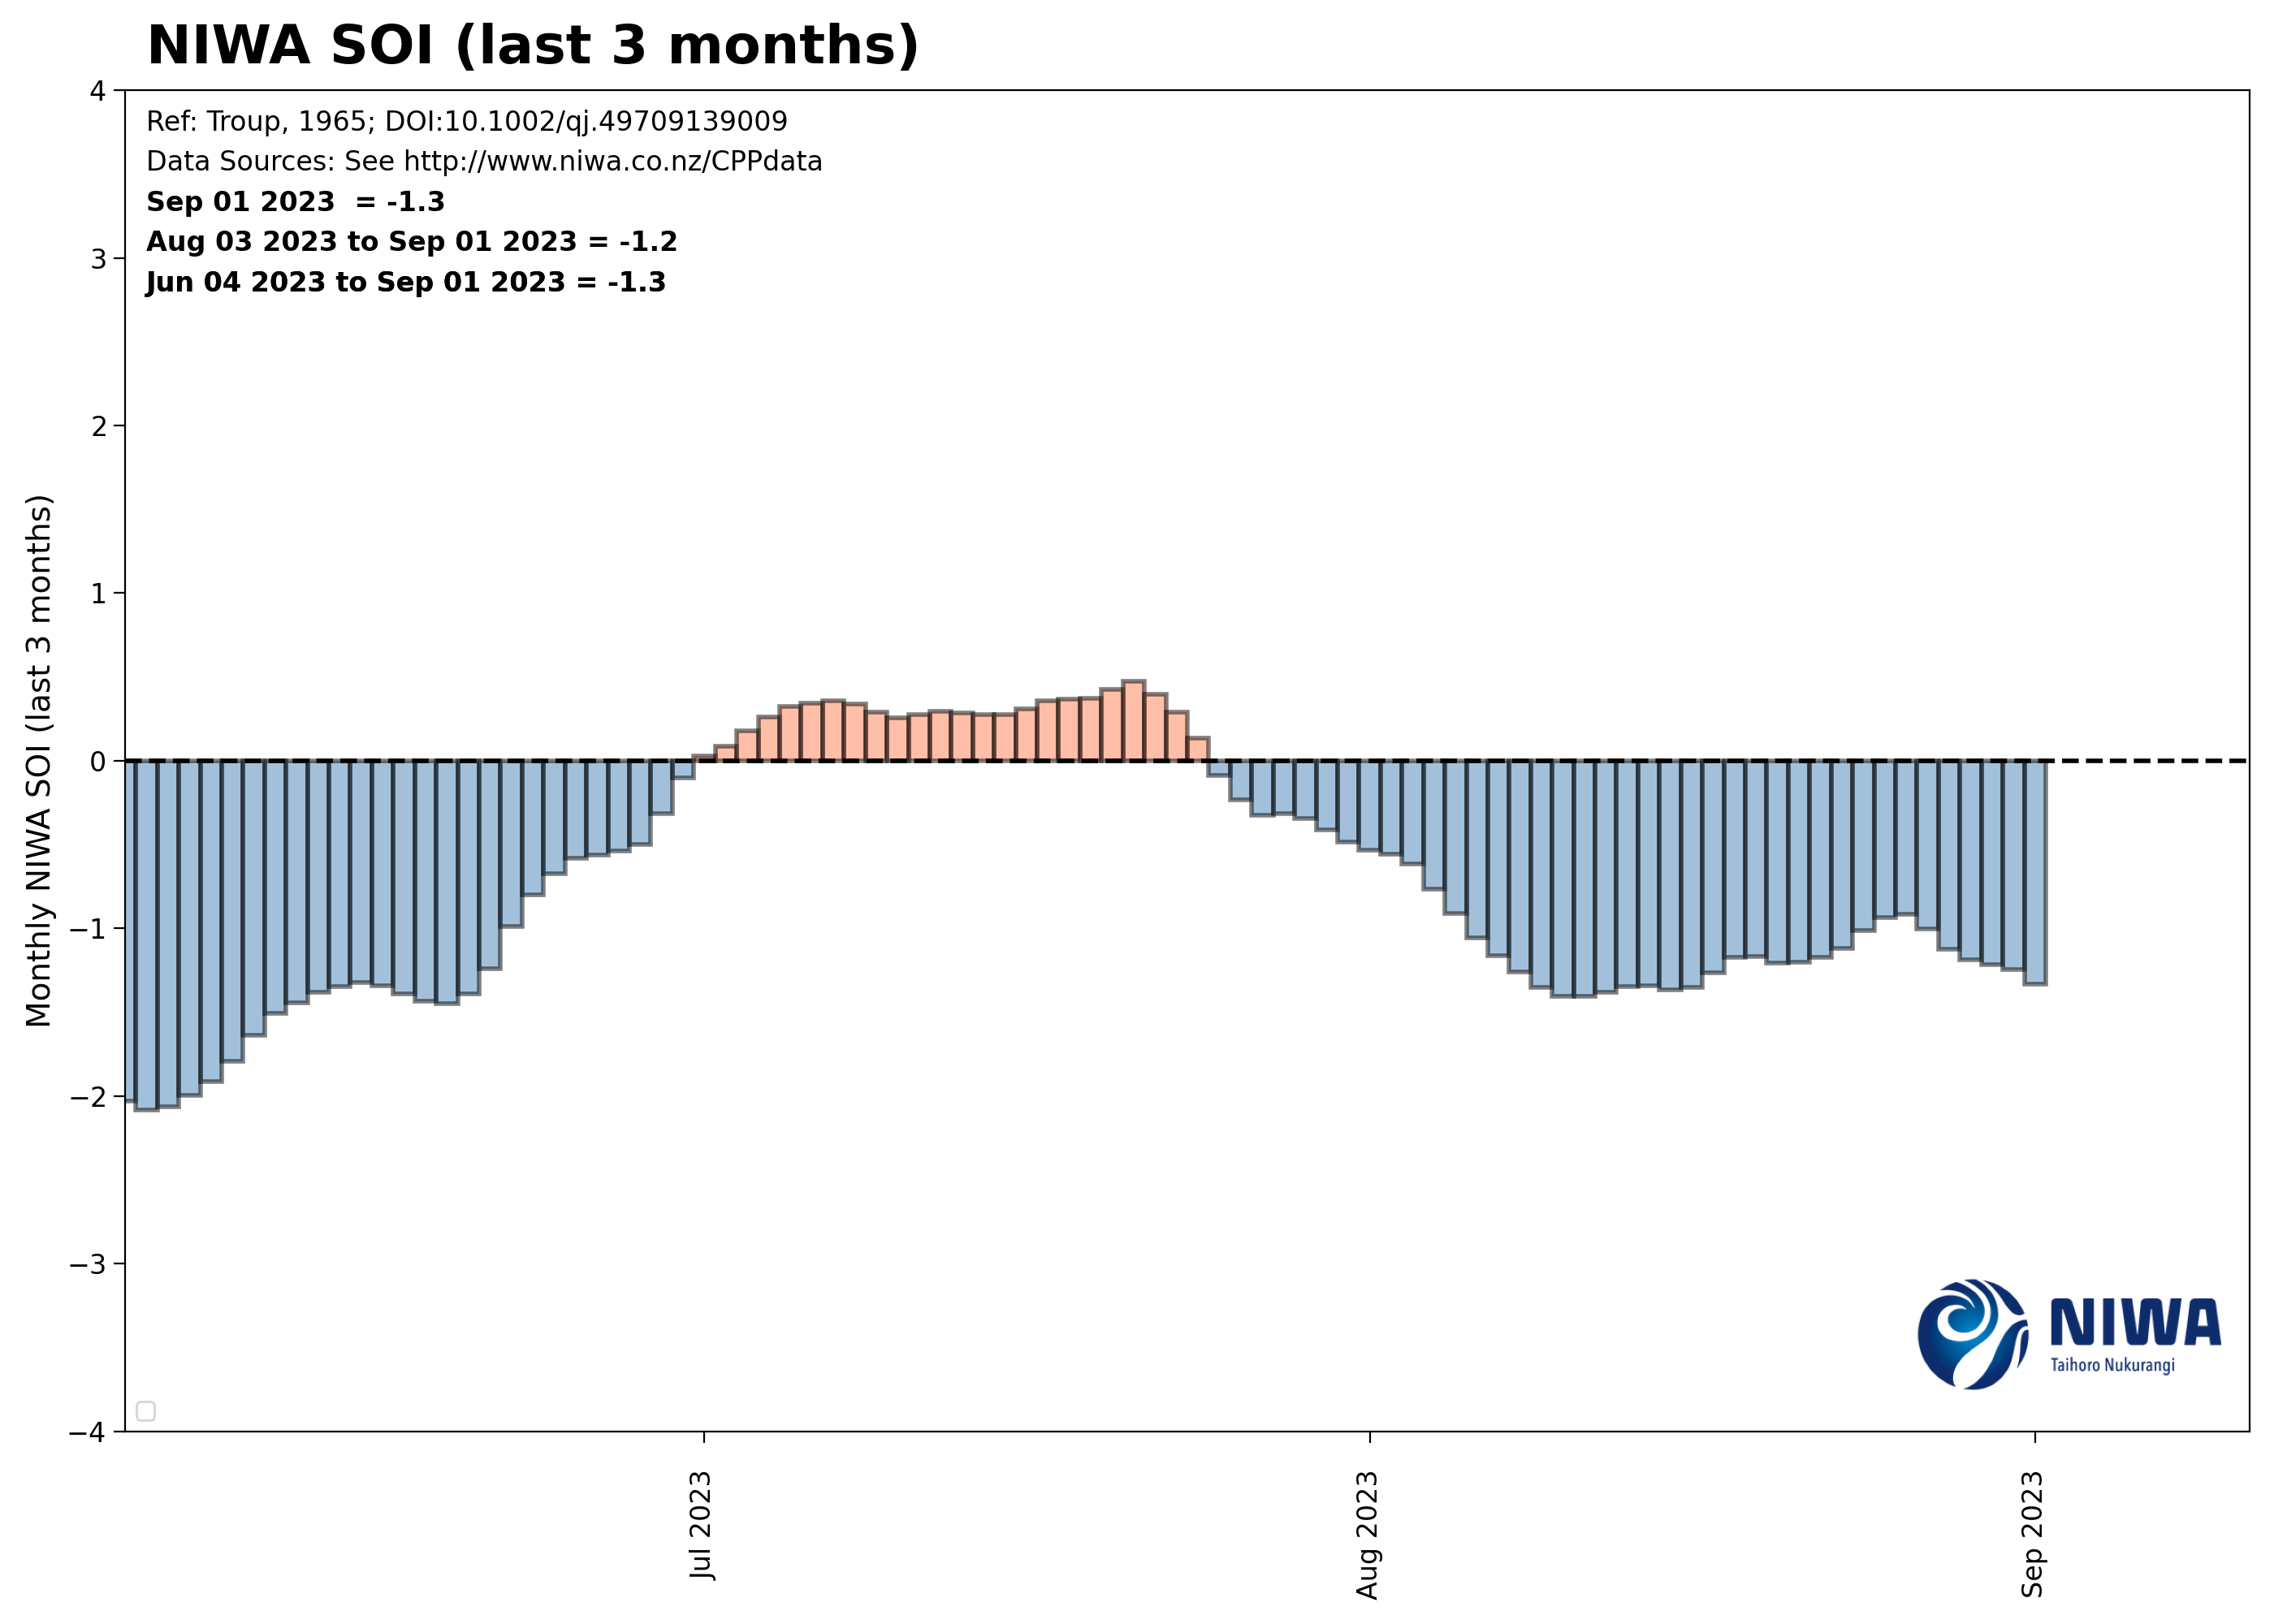 NIWA SOI (last 3 months)
Ref: Troup, 1965; DOI:10.1002/qj.49709139009
Data Sources: See http://www.niwa.co.nz/CPPdata
Sep 01 2023  = -1.3
Aug 03 2023 to Sep 01 2023 = -1.2
Jun 04 2023 to Sep 01 2023 = -1.3
Monthly NIWA SOI (last 3 months)
4
3
2
1
0
−1
−2
−3
−4
Jul 2023
Aug 2023
Sep 2023
NIWA
Taihoro Nukurangi